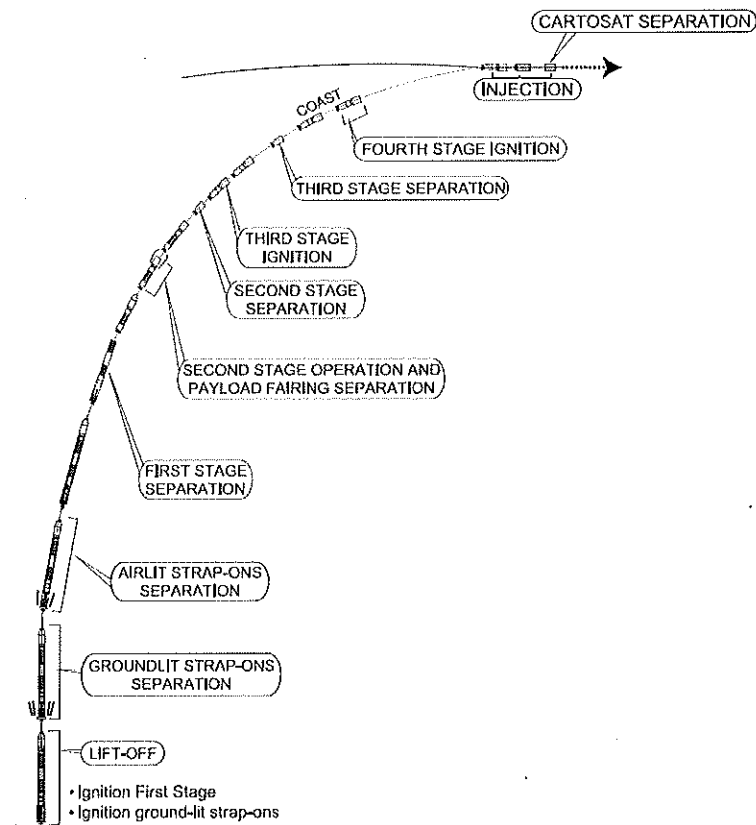 CARTOSAT SEPARATION
INJECTION
COAST
FOURTH STAGE IGNITION
THIRD STAGE SEPARATION
THIRD STAGE
IGNITION
SECOND STAGE
SEPARATION
SECOND STAGE OPERATION AND
PAYLOAD FAIRING SEPARATION
FIRST STAGE
SEPARATION
AIRLIT STRAP-ONS
SEPARATION
GROUNDLIT STRAP-ONS
SEPARATION
LIFT-OFF
• Ignition First Stage
• Ignition ground-lit strap-ons